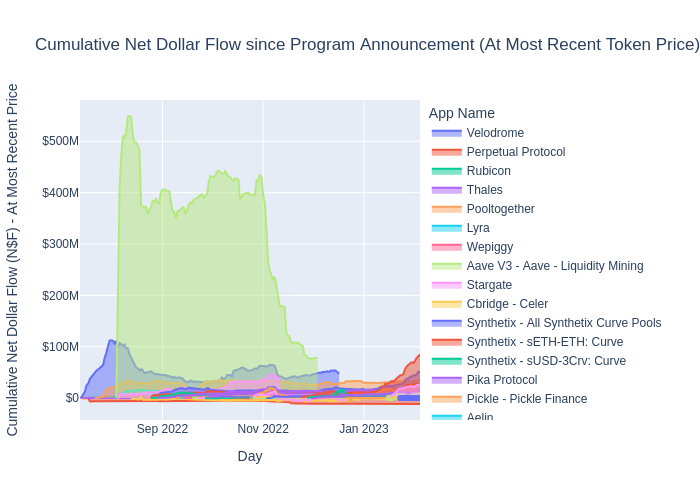 Cumulative Net Dollar Flow since Program Announcement (At Most Recent Token Price)
Cumulative Net Dollar Flow (N$F) - At Most Recent Price
$500M
$400M
$300M
$200M
$100M
$0
Sep 2022
Nov 2022
Jan 2023
Day
App Name
Velodrome
Perpetual Protocol
Rubicon
Thales
Pooltogether
Lyra
Wepiggy
Aave V3 - Aave - Liquidity Mining
Stargate
Cbridge - Celer
Synthetix - All Synthetix Curve Pools
Synthetix - sETH-ETH: Curve
Synthetix - sUSD-3Crv: Curve
Pika Protocol
Pickle - Pickle Finance
Aelin